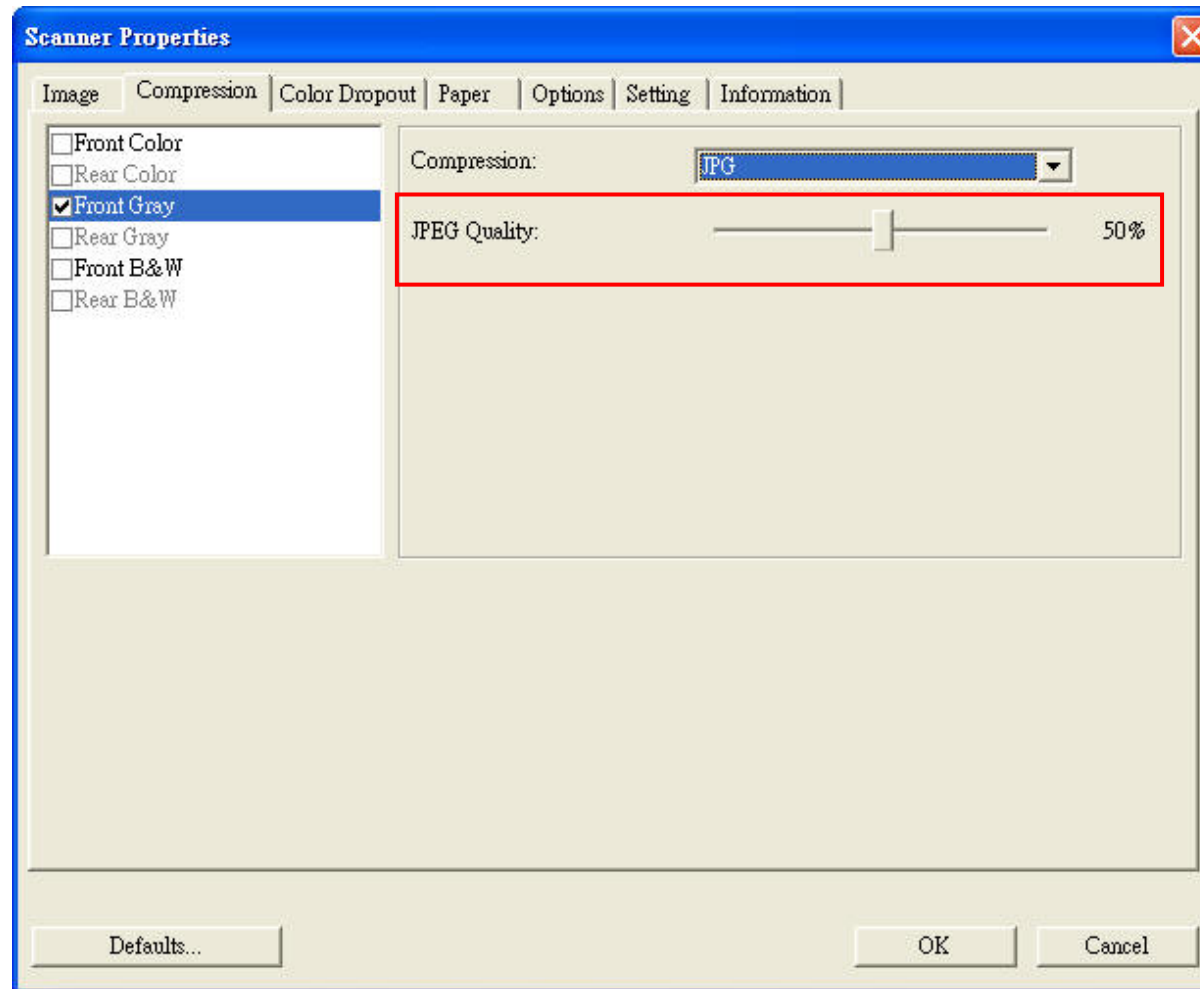 Scanner Properties
Image Compression Color Dropout Paper Options Setting Information
Front Color
Rear Color
Front Gray
Rear Gray
Front B&W
Rear B&W
Compression: JPG
JPEG Quality: 50%
Defaults... OK Cancel